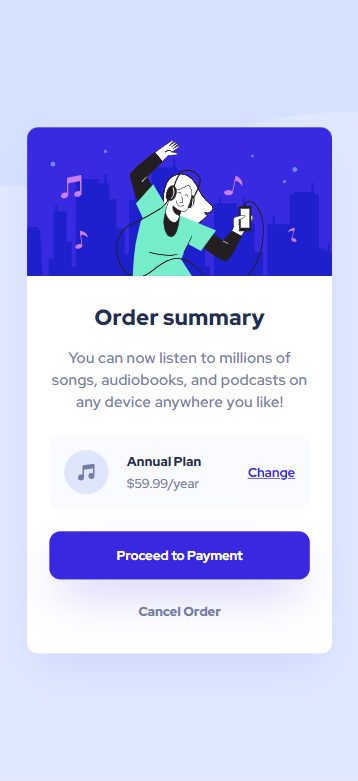 Order summary
You can now listen to millions of
songs, audiobooks, and podcasts on
any device anywhere you like!
Annual Plan
$59.99/year
Change
Proceed to Payment
Cancel Order